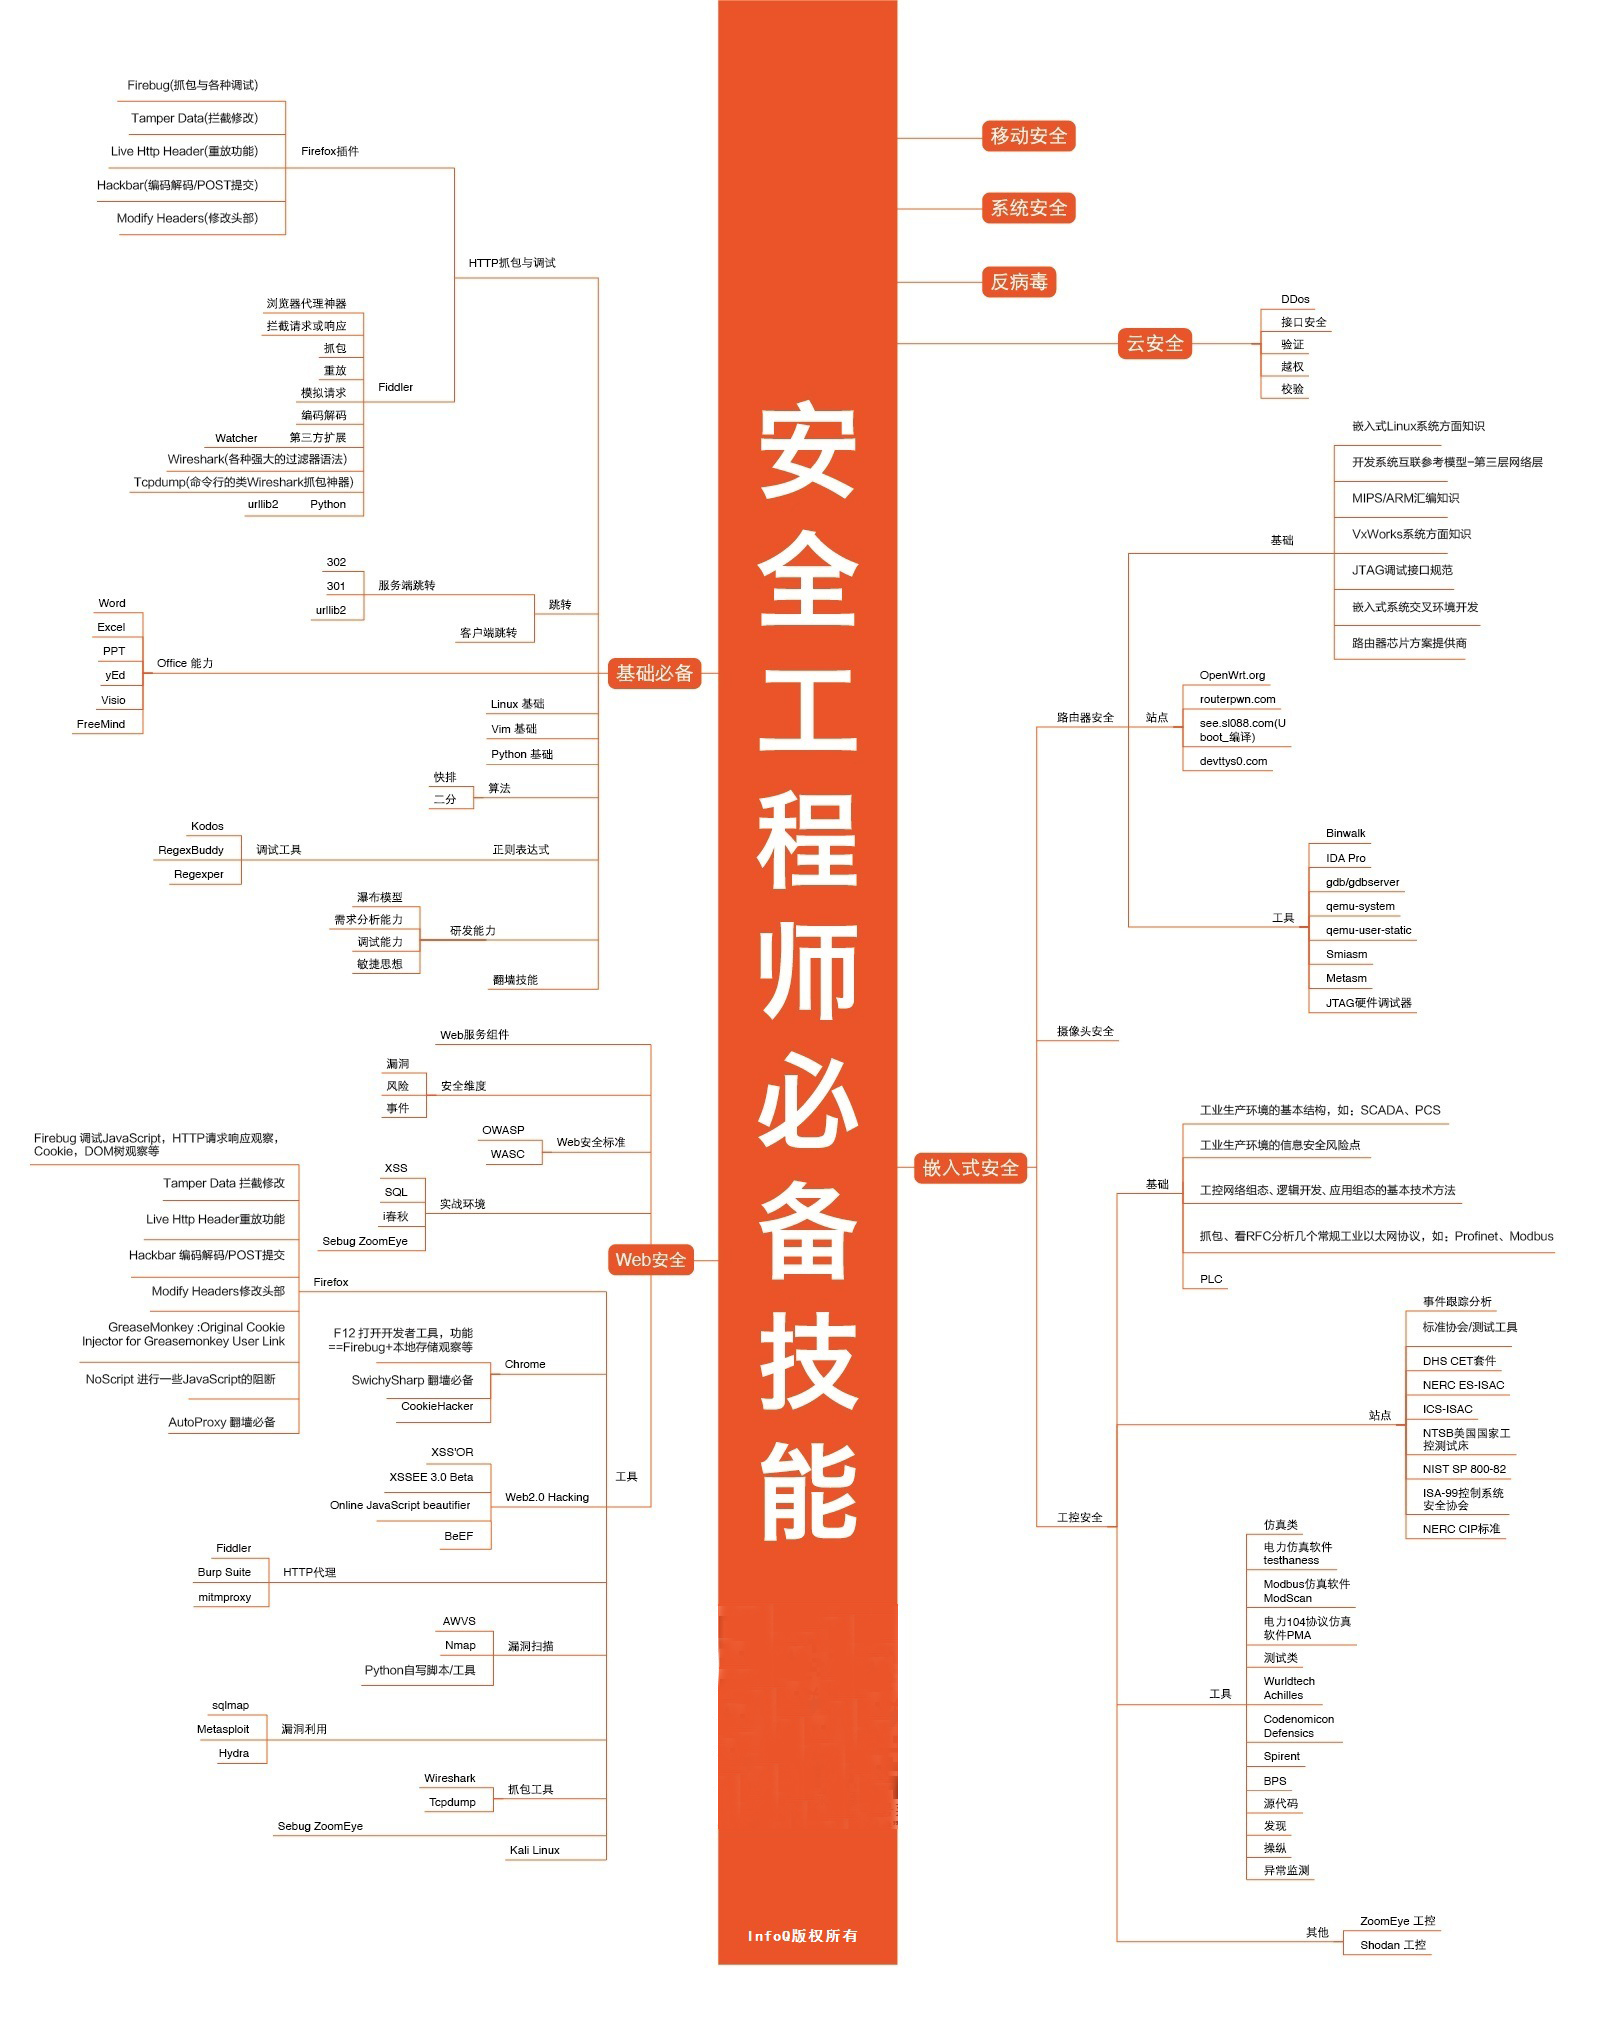 安全工程师必备技能
InfoQ版权所有
基础必备
HTTP抓包与调试
Firefox插件
Firebug(抓包与各种调试)
Tamper Data(拦截修改)
Live Http Header(重放功能)
Hackbar(编码解码/POST提交)
Modify Headers(修改头部)
Fiddler
浏览器代理神器
拦截请求或响应
抓包
重放
模拟请求
编码解码
第三方扩展
Watcher
Wireshark(各种强大的过滤器语法)
Tcpdump(命令行的类Wireshark抓包神器)
Python
urllib2
跳转
服务端跳转
302
301
urllib2
客户端跳转
Office 能力
Word
Excel
PPT
yEd
Visio
FreeMind
Linux 基础
Vim 基础
Python 基础
算法
快排
二分
正则表达式
调试工具
Kodos
RegexBuddy
Regexper
研发能力
瀑布模型
需求分析能力
调试能力
敏捷思想
翻墙技能
Web安全
Web服务组件
安全维度
漏洞
风险
事件
Web安全标准
OWASP
WASC
实战环境
XSS
SQL
i春秋
Sebug ZoomEye
工具
Firefox
Firebug 调试JavaScript，HTTP请求响应观察，
Cookie，DOM树观察等
Tamper Data 拦截修改
Live Http Header重放功能
Hackbar 编码解码/POST提交
Modify Headers修改头部
GreaseMonkey :Original Cookie
Injector for Greasemonkey User Link
NoScript 进行一些JavaScript的阻断
AutoProxy 翻墙必备
Chrome
F12 打开开发者工具，功能
==Firebug+本地存储观察等
SwichySharp 翻墙必备
CookieHacker
Web2.0 Hacking
XSS'OR
XSSEE 3.0 Beta
Online JavaScript beautifier
BeEF
HTTP代理
Fiddler
Burp Suite
mitmproxy
漏洞扫描
AWVS
Nmap
Python自写脚本/工具
漏洞利用
sqlmap
Metasploit
Hydra
抓包工具
Wireshark
Tcpdump
Sebug ZoomEye
Kali Linux
移动安全
系统安全
反病毒
云安全
DDos
接口安全
验证
越权
校验
嵌入式安全
路由器安全
基础
嵌入式Linux系统方面知识
开发系统互联参考模型-第三层网络层
MIPS/ARM汇编知识
VxWorks系统方面知识
JTAG调试接口规范
嵌入式系统交叉环境开发
路由器芯片方案提供商
站点
OpenWrt.org
routerpwn.com
see.sl088.com(U
boot_编译)
devttys0.com
工具
Binwalk
IDA Pro
gdb/gdbserver
qemu-system
qemu-user-static
Smiasm
Metasm
JTAG硬件调试器
摄像头安全
工控安全
基础
工业生产环境的基本结构，如：SCADA、PCS
工业生产环境的信息安全风险点
工控网络组态、逻辑开发、应用组态的基本技术方法
抓包、看RFC分析几个常规工业以太网协议，如：Profinet、Modbus
PLC
站点
事件跟踪分析
标准协会/测试工具
DHS CET套件
NERC ES-ISAC
ICS-ISAC
NTSB美国国家工
控测试床
NIST SP 800-82
ISA-99控制系统
安全协会
NERC CIP标准
工具
仿真类
电力仿真软件
testhaness
Modbus仿真软件
ModScan
电力104协议仿真
软件PMA
测试类
Wurldtech
Achilles
Codenomicon
Defensics
Spirent
BPS
源代码
发现
操纵
异常监测
其他
ZoomEye 工控
Shodan 工控